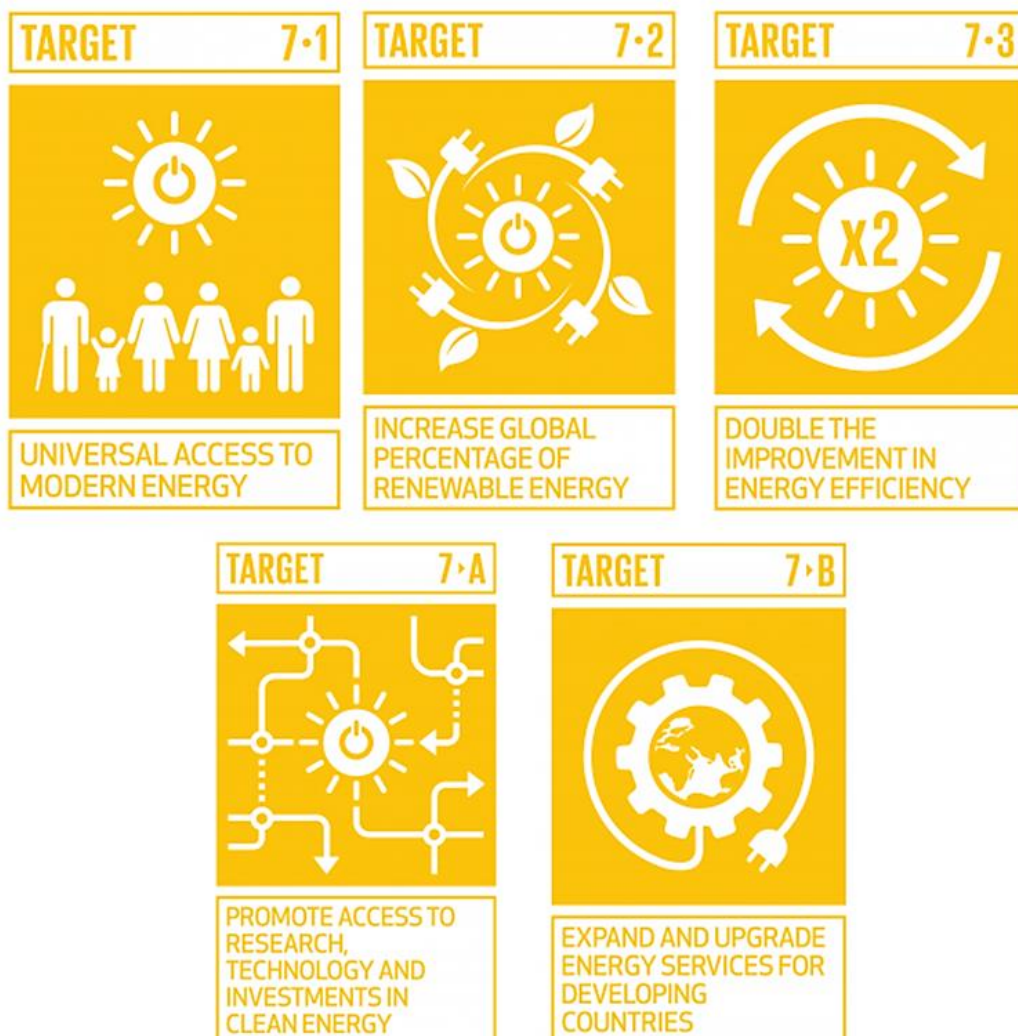 TARGET 7·1
UNIVERSAL ACCESS TO
MODERN ENERGY
TARGET 7·2
INCREASE GLOBAL
PERCENTAGE OF
RENEWABLE ENERGY
TARGET 7·3
x2
DOUBLE THE
IMPROVEMENT IN
ENERGY EFFICIENCY
TARGET 7▸A
PROMOTE ACCESS TO
RESEARCH,
TECHNOLOGY AND
INVESTMENTS IN
CLEAN ENERGY
TARGET 7▸B
EXPAND AND UPGRADE
ENERGY SERVICES FOR
DEVELOPING
COUNTRIES